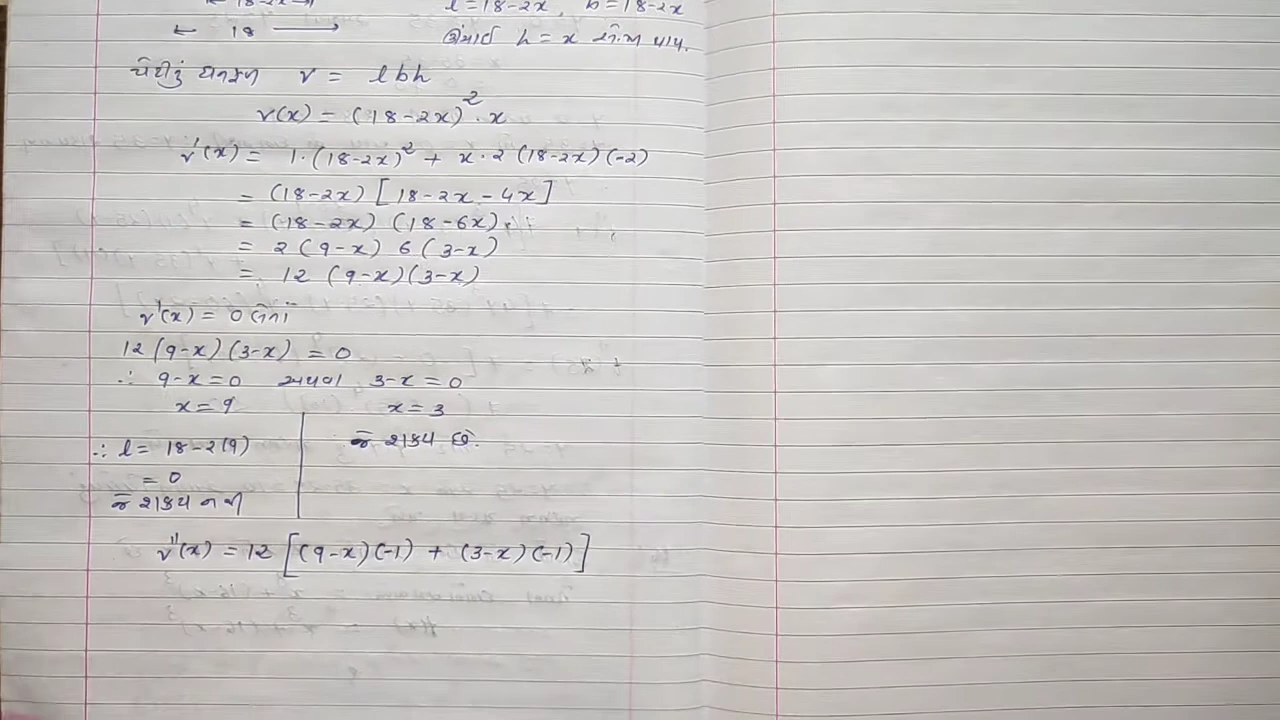 ← 18-2x →
l = 18-2x, b = 18-2x
← 18 →
ઊંચાઈ h = x સેમી થાય.
પેટીનું ઘનફળ v = lbh
v(x) = (18-2x)² · x
v'(x) = 1·(18-2x)² + x·2(18-2x)(-2)
= (18-2x)[18-2x-4x]
= (18-2x)(18-6x)
= 2(9-x) 6(3-x)
= 12 (9-x)(3-x)
v'(x) = 0 લેતાં
12(9-x)(3-x) = 0
∴ 9-x=0 અથવા 3-x=0
x=9 x=3
∴ l = 18-2(9) જે શક્ય છે.
= 0
જે શક્ય નથી
v''(x) = 12[(9-x)(-1) + (3-x)(-1)]